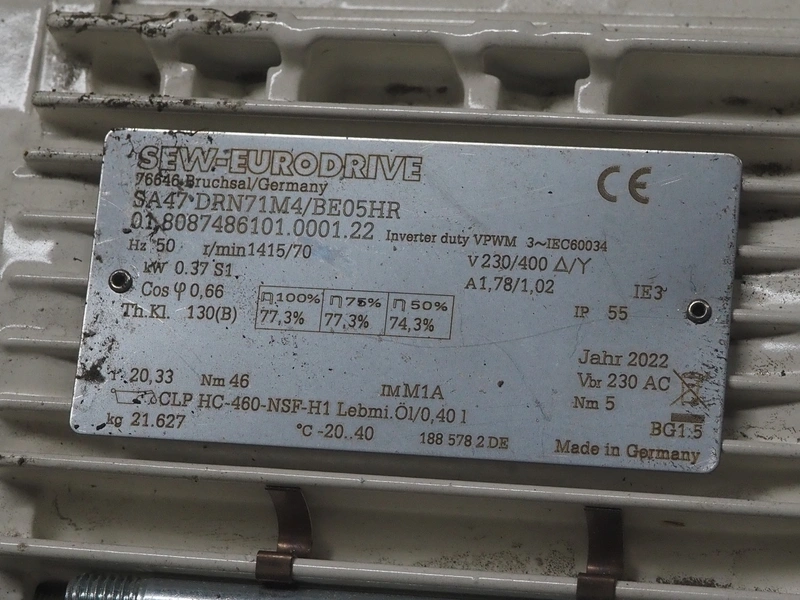 SEW-EURODRIVE
76646 Bruchsal/Germany
CE
SA47 DRN71M4/BE05HR
01.8087486101.0001.22 Inverter duty VPWM 3~IEC60034
Hz 50 r/min 1415/70 V 230/400 Δ/Y
kW 0.37 S1 A 1,78/1,02 IE3
Cos φ 0,66 ⊓100% ⊓75% ⊓50% IP 55
Th.Kl. 130(B) 77,3% 77,3% 74,3%
Jahr 2022
i 20,33 Nm 46 IM M1A Vbr 230 AC
CLP HC-460-NSF-H1 Lebmi.Öl/0,40 l Nm 5
kg 21.627 °C -20..40 188 578 2 DE BG1.5
Made in Germany